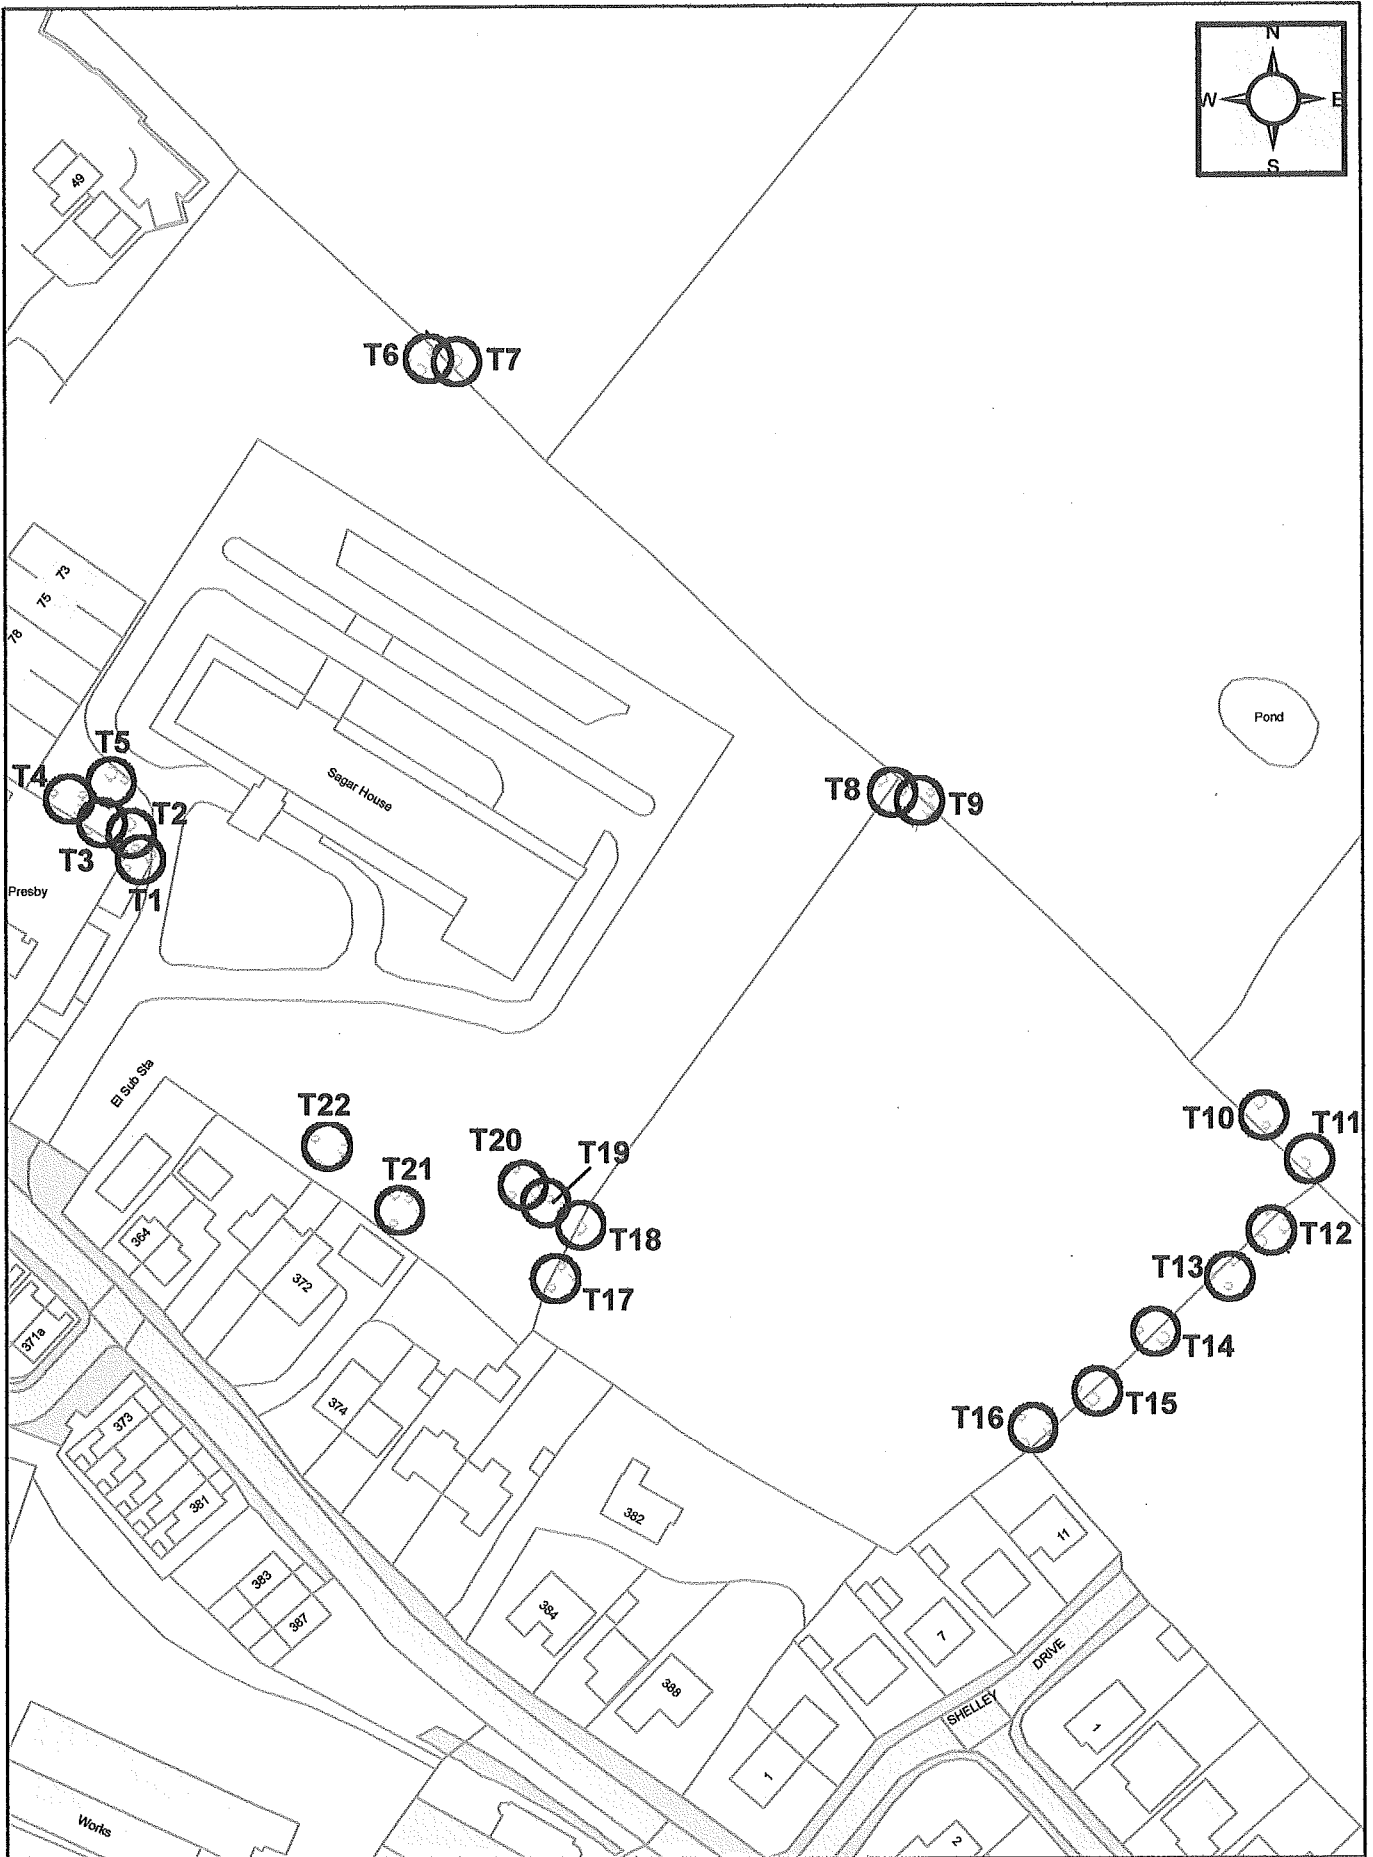 N
W E
S
49
T6 T7
73
75
78
Pond
T5
Sagar House
T4
T8 T9
T2
T3
T1
Presby
El Sub Sta
T22
T10 T11
T20 T19
T21
T18
T12
364
T13
372
T17
371a
T14
T15
374
T16
373
381
382
11
383
384
387
7
DRIVE
388
SHELLEY
1
1
Works
2